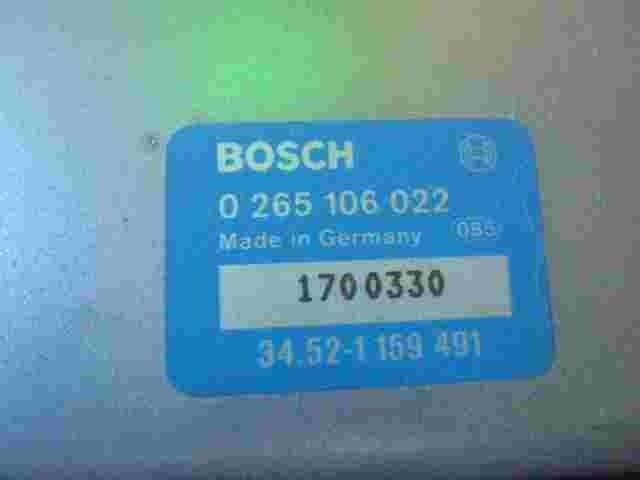 BOSCH
0 265 106 022
Made in Germany
1700330
34.52-1 159 491